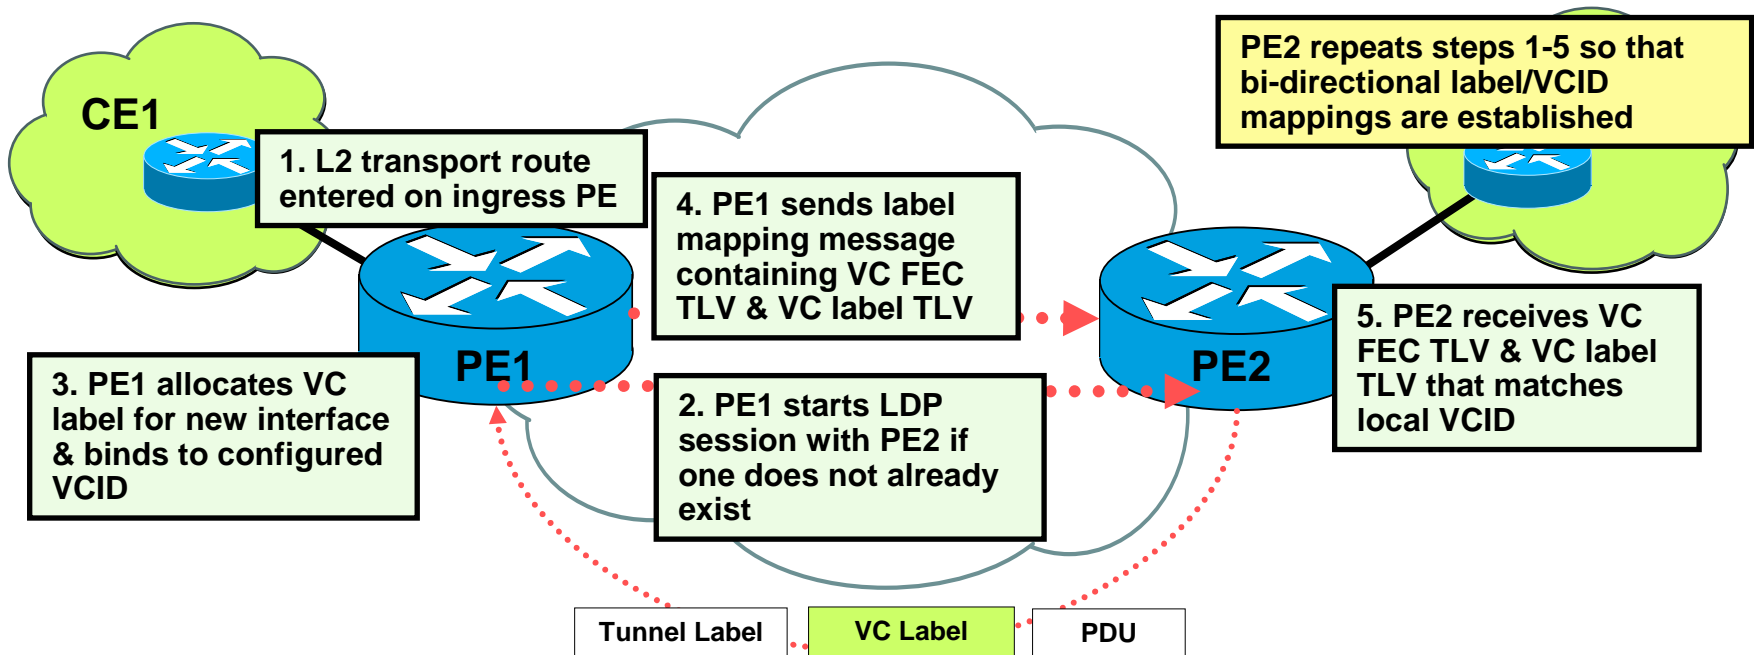 CE1
1. L2 transport route
entered on ingress PE
PE2 repeats steps 1-5 so that
bi-directional label/VCID
mappings are established
4. PE1 sends label
mapping message
containing VC FEC
TLV & VC label TLV
PE1
PE2
3. PE1 allocates VC
label for new interface
& binds to configured
VCID
2. PE1 starts LDP
session with PE2 if
one does not already
exist
5. PE2 receives VC
FEC TLV & VC label
TLV that matches
local VCID
Tunnel Label
VC Label
PDU